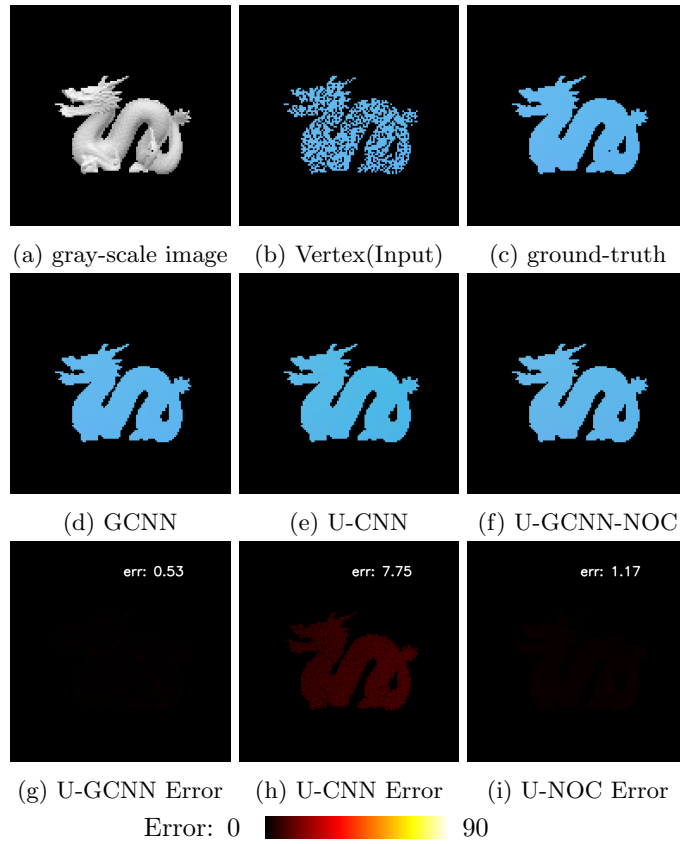 (a) gray-scale image (b) Vertex(Input) (c) ground-truth
(d) GCNN (e) U-CNN (f) U-GCNN-NOC
err: 0.53 err: 7.75 err: 1.17
(g) U-GCNN Error (h) U-CNN Error (i) U-NOC Error
Error: 0 90